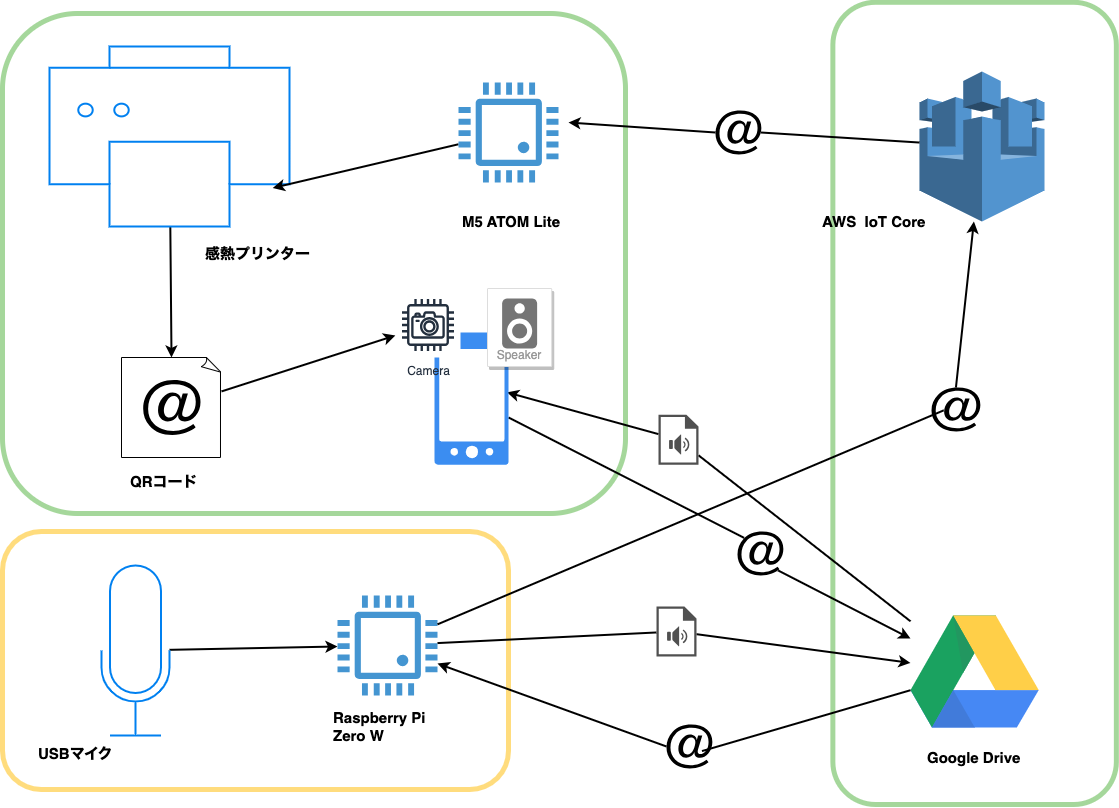 @
M5 ATOM Lite
AWS  IoT Core
感熱プリンター
Speaker
Camera
@
@
QRコード
@
Raspberry Pi
Zero W
USBマイク
@
Google Drive